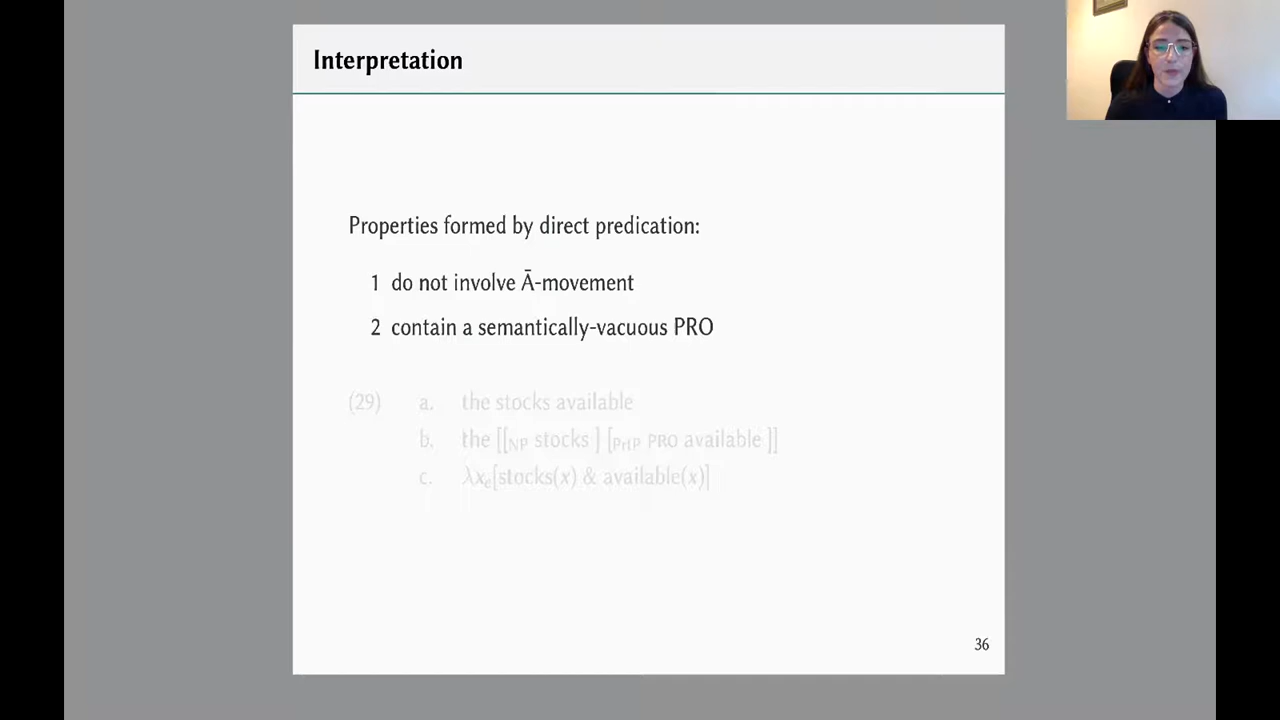 Interpretation
Properties formed by direct predication:
1 do not involve Ā-movement
2 contain a semantically-vacuous PRO
(29) a. the stocks available
b. the [[NP stocks ] [PrP PRO available ]]
c. λxe[stocks(x) & available(x)]
36